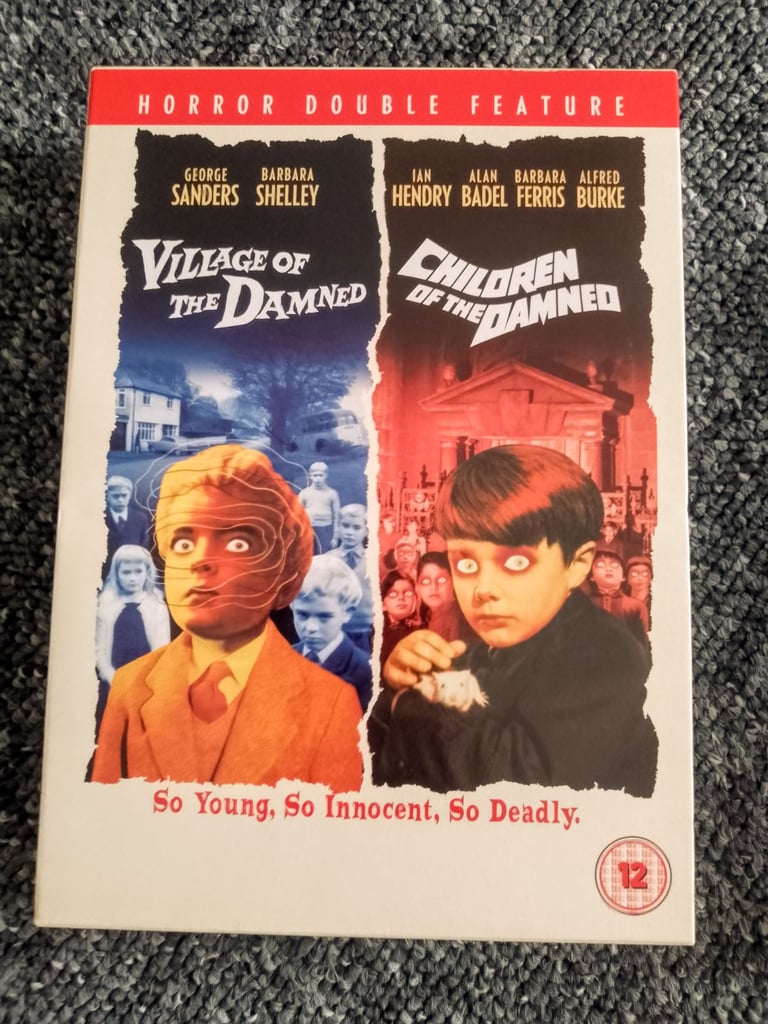 HORROR DOUBLE FEATURE
GEORGE SANDERS
BARBARA SHELLEY
VILLAGE OF
THE DAMNED
IAN HENDRY
ALAN BADEL
BARBARA FERRIS
ALFRED BURKE
CHILDREN
OF THE DAMNED
So Young, So Innocent, So Deadly.
12